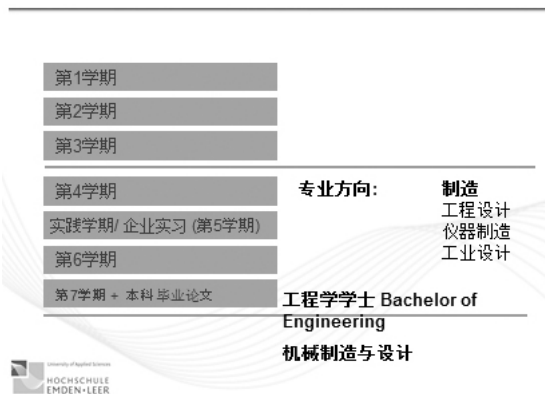 第1学期
第2学期
第3学期
第4学期
专业方向:
制造
工程设计
仪器制造
工业设计
实践学期/ 企业实习 (第5学期)
第6学期
第7学期 + 本科毕业论文
工程学学士 Bachelor of
Engineering
机械制造与设计
University of Applied Sciences
HOCHSCHULE
EMDEN•LEER